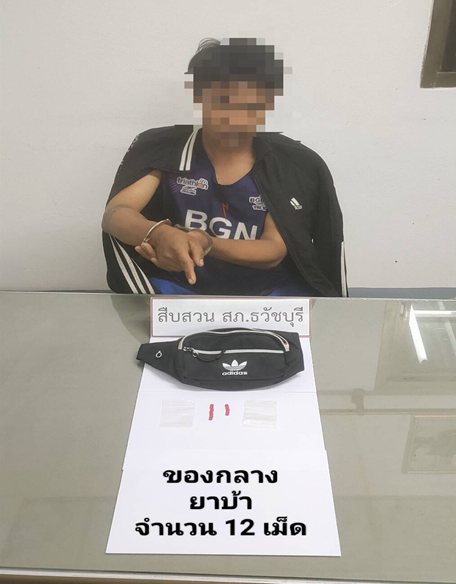 BGN
สืบสวน สภ.ธวัชบุรี
adidas
ของกลาง
ยาบ้า
จำนวน 12 เม็ด